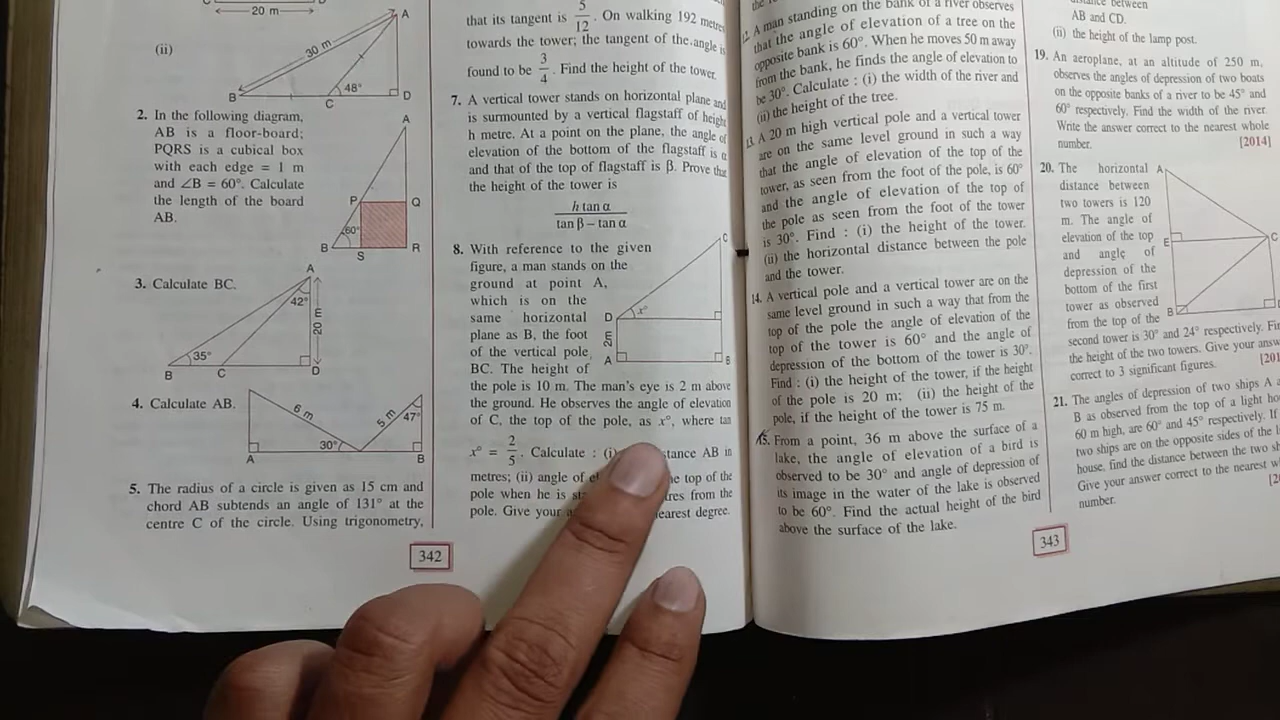 20 m
(ii)
30 m
A
B
C
48°
D
2. In the following diagram,
AB is a floor-board;
PQRS is a cubical box
with each edge = 1 m
and ∠B = 60°. Calculate
the length of the board
AB.
A
P
Q
60°
B
S
R
3. Calculate BC.
A
42°
20 m
35°
B
C
D
4. Calculate AB.
6 m
5 m
47°
30°
A
B
5. The radius of a circle is given as 15 cm and
chord AB subtends an angle of 131° at the
centre C of the circle. Using trigonometry,
342
that its tangent is 5/12. On walking 192 metres
towards the tower; the tangent of the angle is
found to be 3/4. Find the height of the tower.
7. A vertical tower stands on horizontal plane and
is surmounted by a vertical flagstaff of height
h metre. At a point on the plane, the angle of
elevation of the bottom of the flagstaff is α
and that of the top of flagstaff is β. Prove that
the height of the tower is
h tan α
tan β – tan α
8. With reference to the given
figure, a man stands on the
ground at point A,
which is on the
same horizontal
plane as B, the foot
of the vertical pole
BC. The height of
the pole is 10 m. The man's eye is 2 m above
the ground. He observes the angle of elevation
of C, the top of the pole, as x°, where tan
x° = 2/5. Calculate : (i) AB in
metres; (ii) angle of the top of the
pole when he is from the
pole. Give your degree.
C
D
x°
2 m
A
B
A man standing on the bank of a river observes
that the angle of elevation of a tree on the
opposite bank is 60°. When he moves 50 m away
from the bank, he finds the angle of elevation to
be 30°. Calculate : (i) the width of the river and
(ii) the height of the tree.
13. A 20 m high vertical pole and a vertical tower
are on the same level ground in such a way
that the angle of elevation of the top of the
tower, as seen from the foot of the pole, is 60°
and the angle of elevation of the top of
the pole as seen from the foot of the tower
is 30°. Find : (i) the height of the tower.
(ii) the horizontal distance between the pole
and the tower.
14. A vertical pole and a vertical tower are on the
same level ground in such a way that from the
top of the pole the angle of elevation of the
top of the tower is 60° and the angle of
depression of the bottom of the tower is 30°.
Find : (i) the height of the tower, if the height
of the pole is 20 m; (ii) the height of the
pole, if the height of the tower is 75 m.
15. From a point, 36 m above the surface of a
lake, the angle of elevation of a bird is
observed to be 30° and angle of depression of
its image in the water of the lake is observed
to be 60°. Find the actual height of the bird
above the surface of the lake.
343
distance between
AB and CD.
(ii) the height of the lamp post.
19. An aeroplane, at an altitude of 250 m,
observes the angles of depression of two boats
on the opposite banks of a river to be 45° and
60° respectively. Find the width of the river.
Write the answer correct to the nearest whole
number. [2014]
20. The horizontal
distance between
two towers is 120
m. The angle of
elevation of the top
and angle of
depression of the
bottom of the first
tower as observed
from the top of the
second tower is 30° and 24° respectively.
the height of the two towers. Give your
correct to 3 significant figures.
A
E
C
B
21. The angles of depression of two ships A
B as observed from the top of a light
60 m high, are 60° and 45° respectively. If
two ships are on the opposite sides of the
house, find the distance between the two
Give your answer correct to the nearest
number.